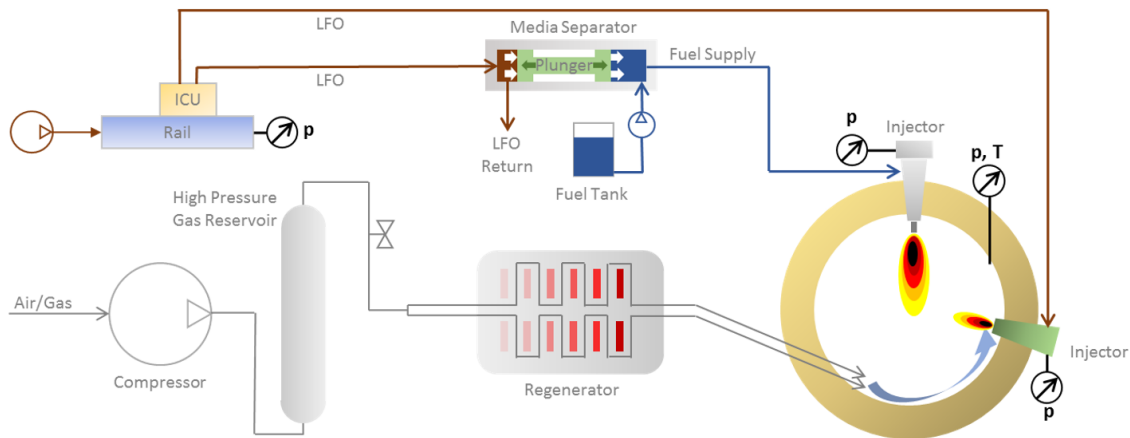 LFO
Media Separator
Fuel Supply
LFO
Plunger
ICU
Rail
p
LFO
Return
Fuel Tank
p
Injector
p, T
High Pressure
Gas Reservoir
Air/Gas
Compressor
Regenerator
Injector
p